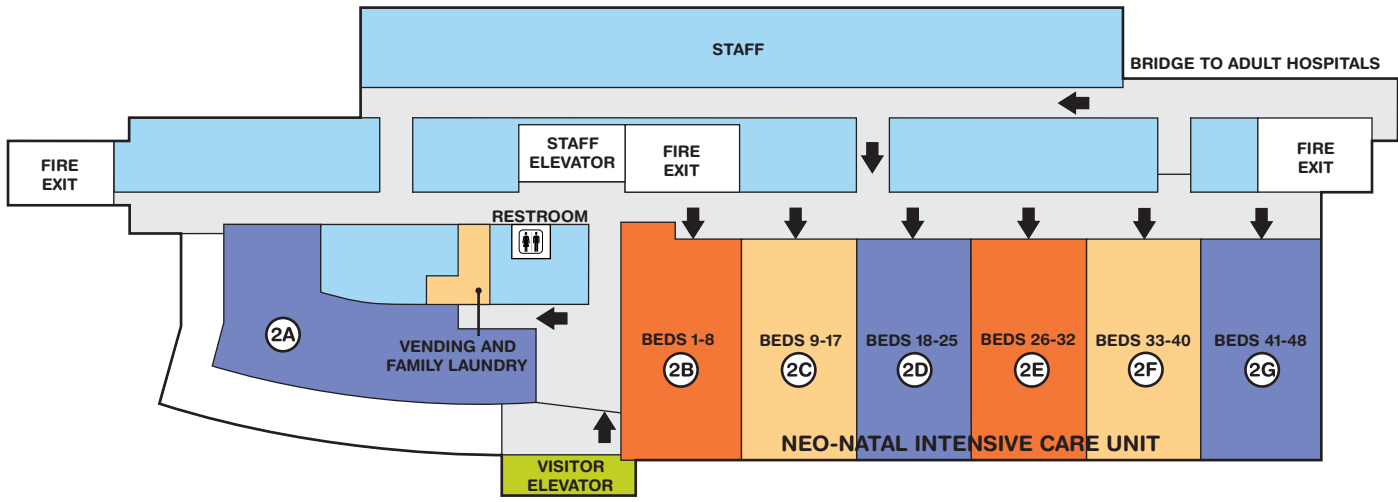 STAFF
BRIDGE TO ADULT HOSPITALS
FIRE
EXIT
STAFF
ELEVATOR
FIRE
EXIT
FIRE
EXIT
RESTROOM
2A
VENDING AND
FAMILY LAUNDRY
BEDS 1-8
2B
BEDS 9-17
2C
BEDS 18-25
2D
BEDS 26-32
2E
BEDS 33-40
2F
BEDS 41-48
2G
NEO-NATAL INTENSIVE CARE UNIT
VISITOR
ELEVATOR